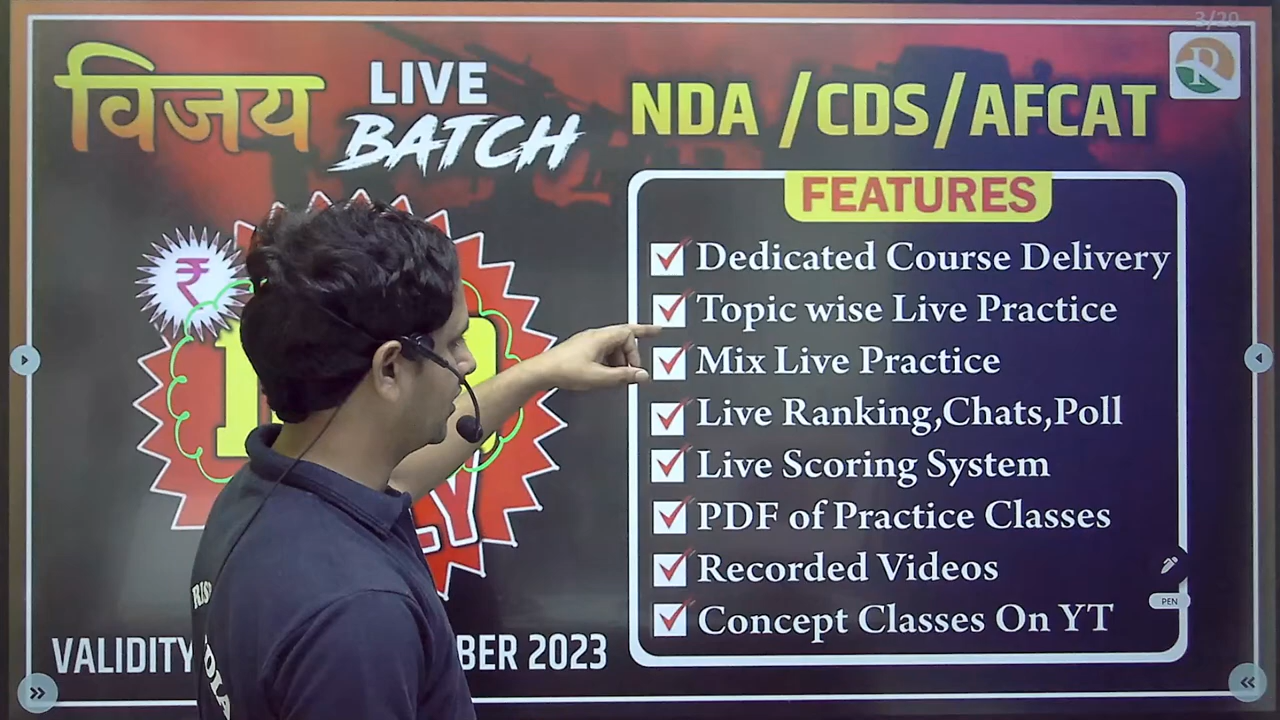 3/20
विजय
LIVE
BATCH
NDA /CDS/AFCAT
R
FEATURES
₹
Dedicated Course Delivery
Topic wise Live Practice
Mix Live Practice
Live Ranking,Chats,Poll
Live Scoring System
PDF of Practice Classes
Recorded Videos
Concept Classes On YT
PEN
VALIDITY BER 2023